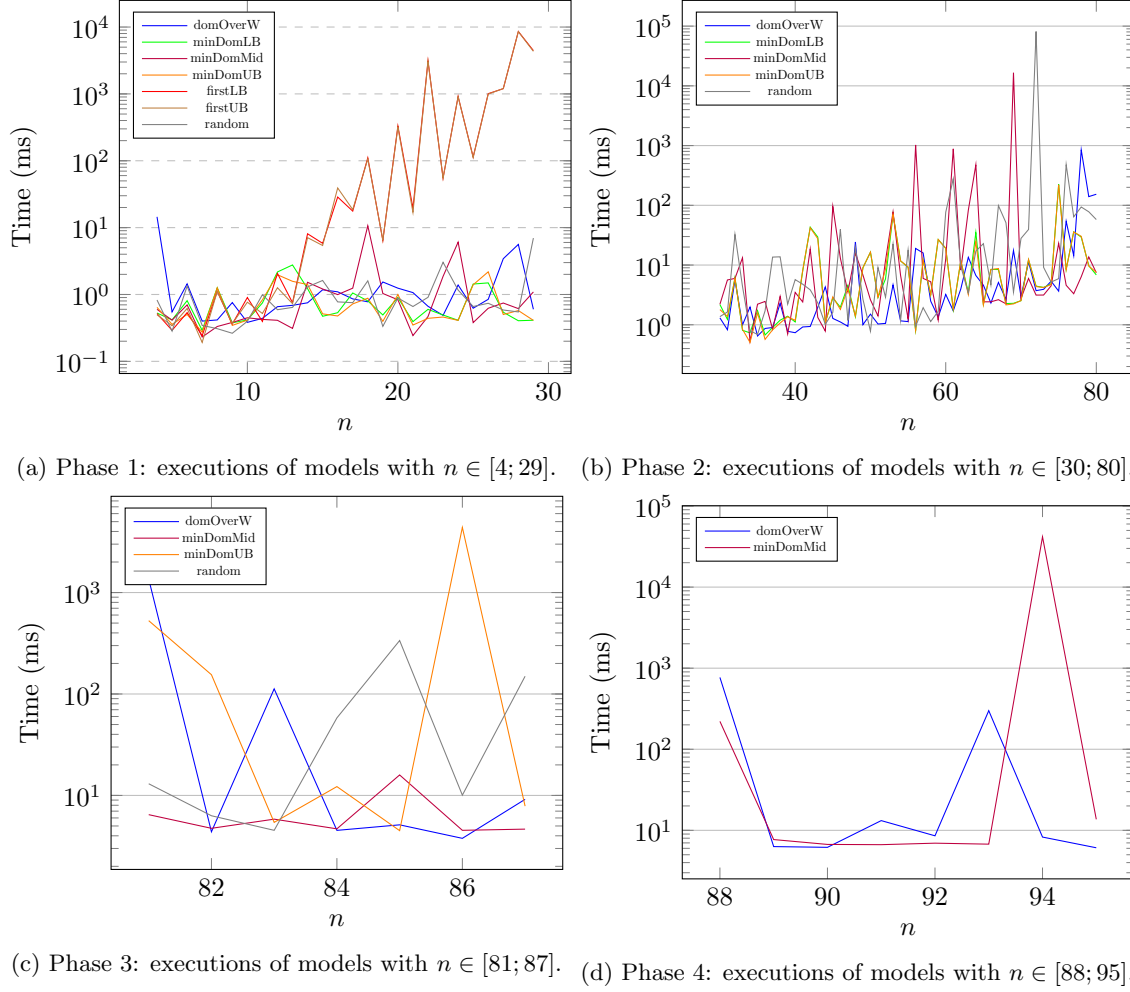 10^4
10^3
10^2
10^1
10^0
10^−1
Time (ms)
domOverW
minDomLB
minDomMid
minDomUB
firstLB
firstUB
random
10
20
30
n
(a) Phase 1: executions of models with n ∈ [4; 29].
10^5
10^4
10^3
10^2
10^1
10^0
Time (ms)
domOverW
minDomLB
minDomMid
minDomUB
random
40
60
80
n
(b) Phase 2: executions of models with n ∈ [30; 80].
10^3
10^2
10^1
Time (ms)
domOverW
minDomMid
minDomUB
random
82
84
86
n
(c) Phase 3: executions of models with n ∈ [81; 87].
10^5
10^4
10^3
10^2
10^1
Time (ms)
domOverW
minDomMid
88
90
92
94
n
(d) Phase 4: executions of models with n ∈ [88; 95].